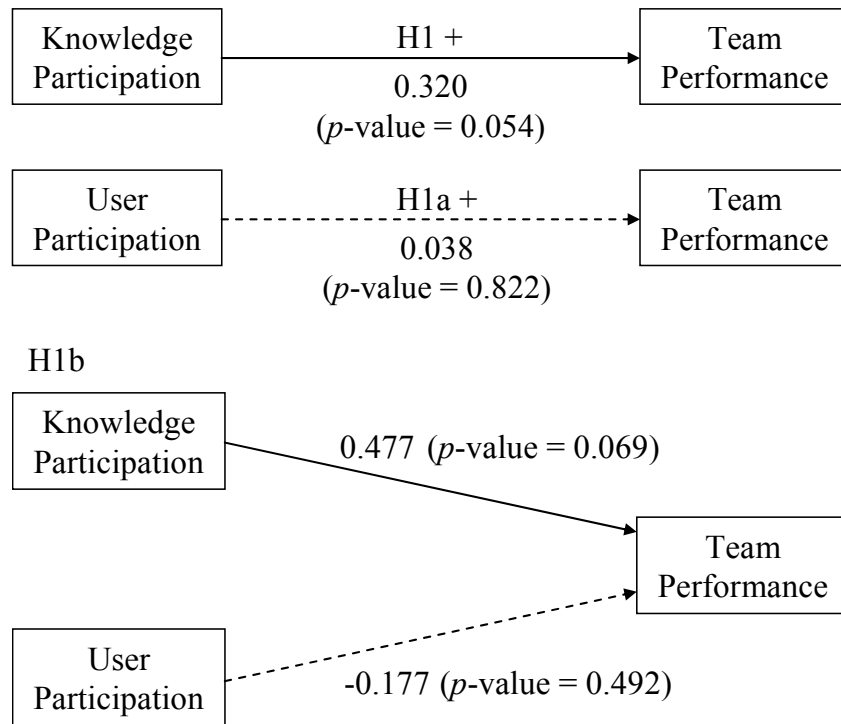 Knowledge
Participation
H1 +
0.320
(p-value = 0.054)
Team
Performance
User
Participation
H1a +
0.038
(p-value = 0.822)
Team
Performance
H1b
Knowledge
Participation
0.477 (p-value = 0.069)
Team
Performance
User
Participation
-0.177 (p-value = 0.492)